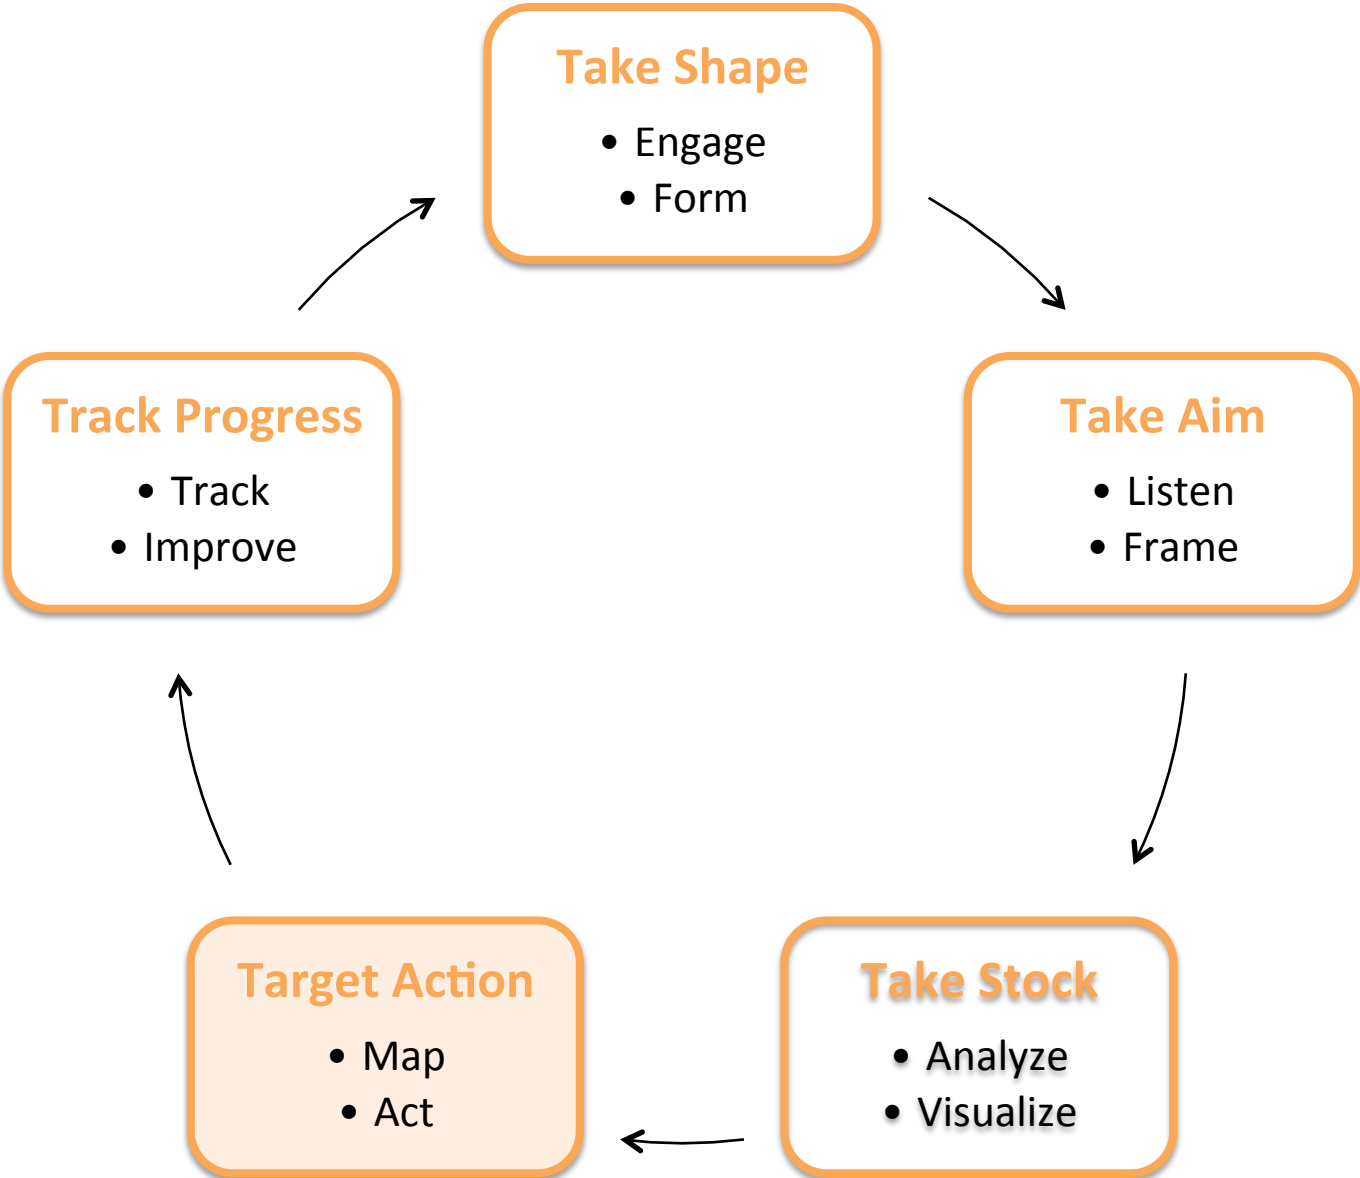 Take Shape
• Engage
• Form
Take Aim
• Listen
• Frame
Take Stock
• Analyze
• Visualize
Target Action
• Map
• Act
Track Progress
• Track
• Improve